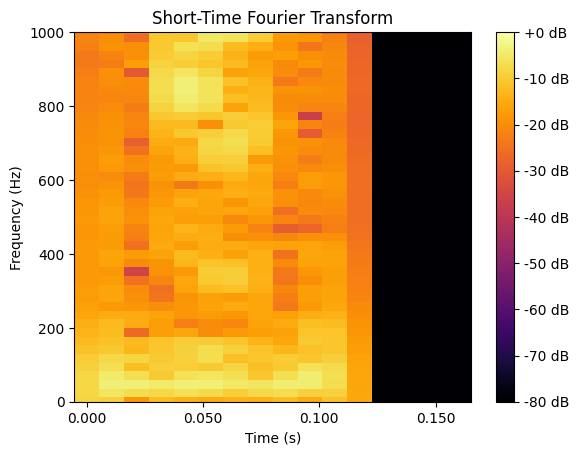 Short-Time Fourier Transform
1000
800
600
400
200
0
Frequency (Hz)
0.000
0.050
0.100
0.150
Time (s)
+0 dB
-10 dB
-20 dB
-30 dB
-40 dB
-50 dB
-60 dB
-70 dB
-80 dB